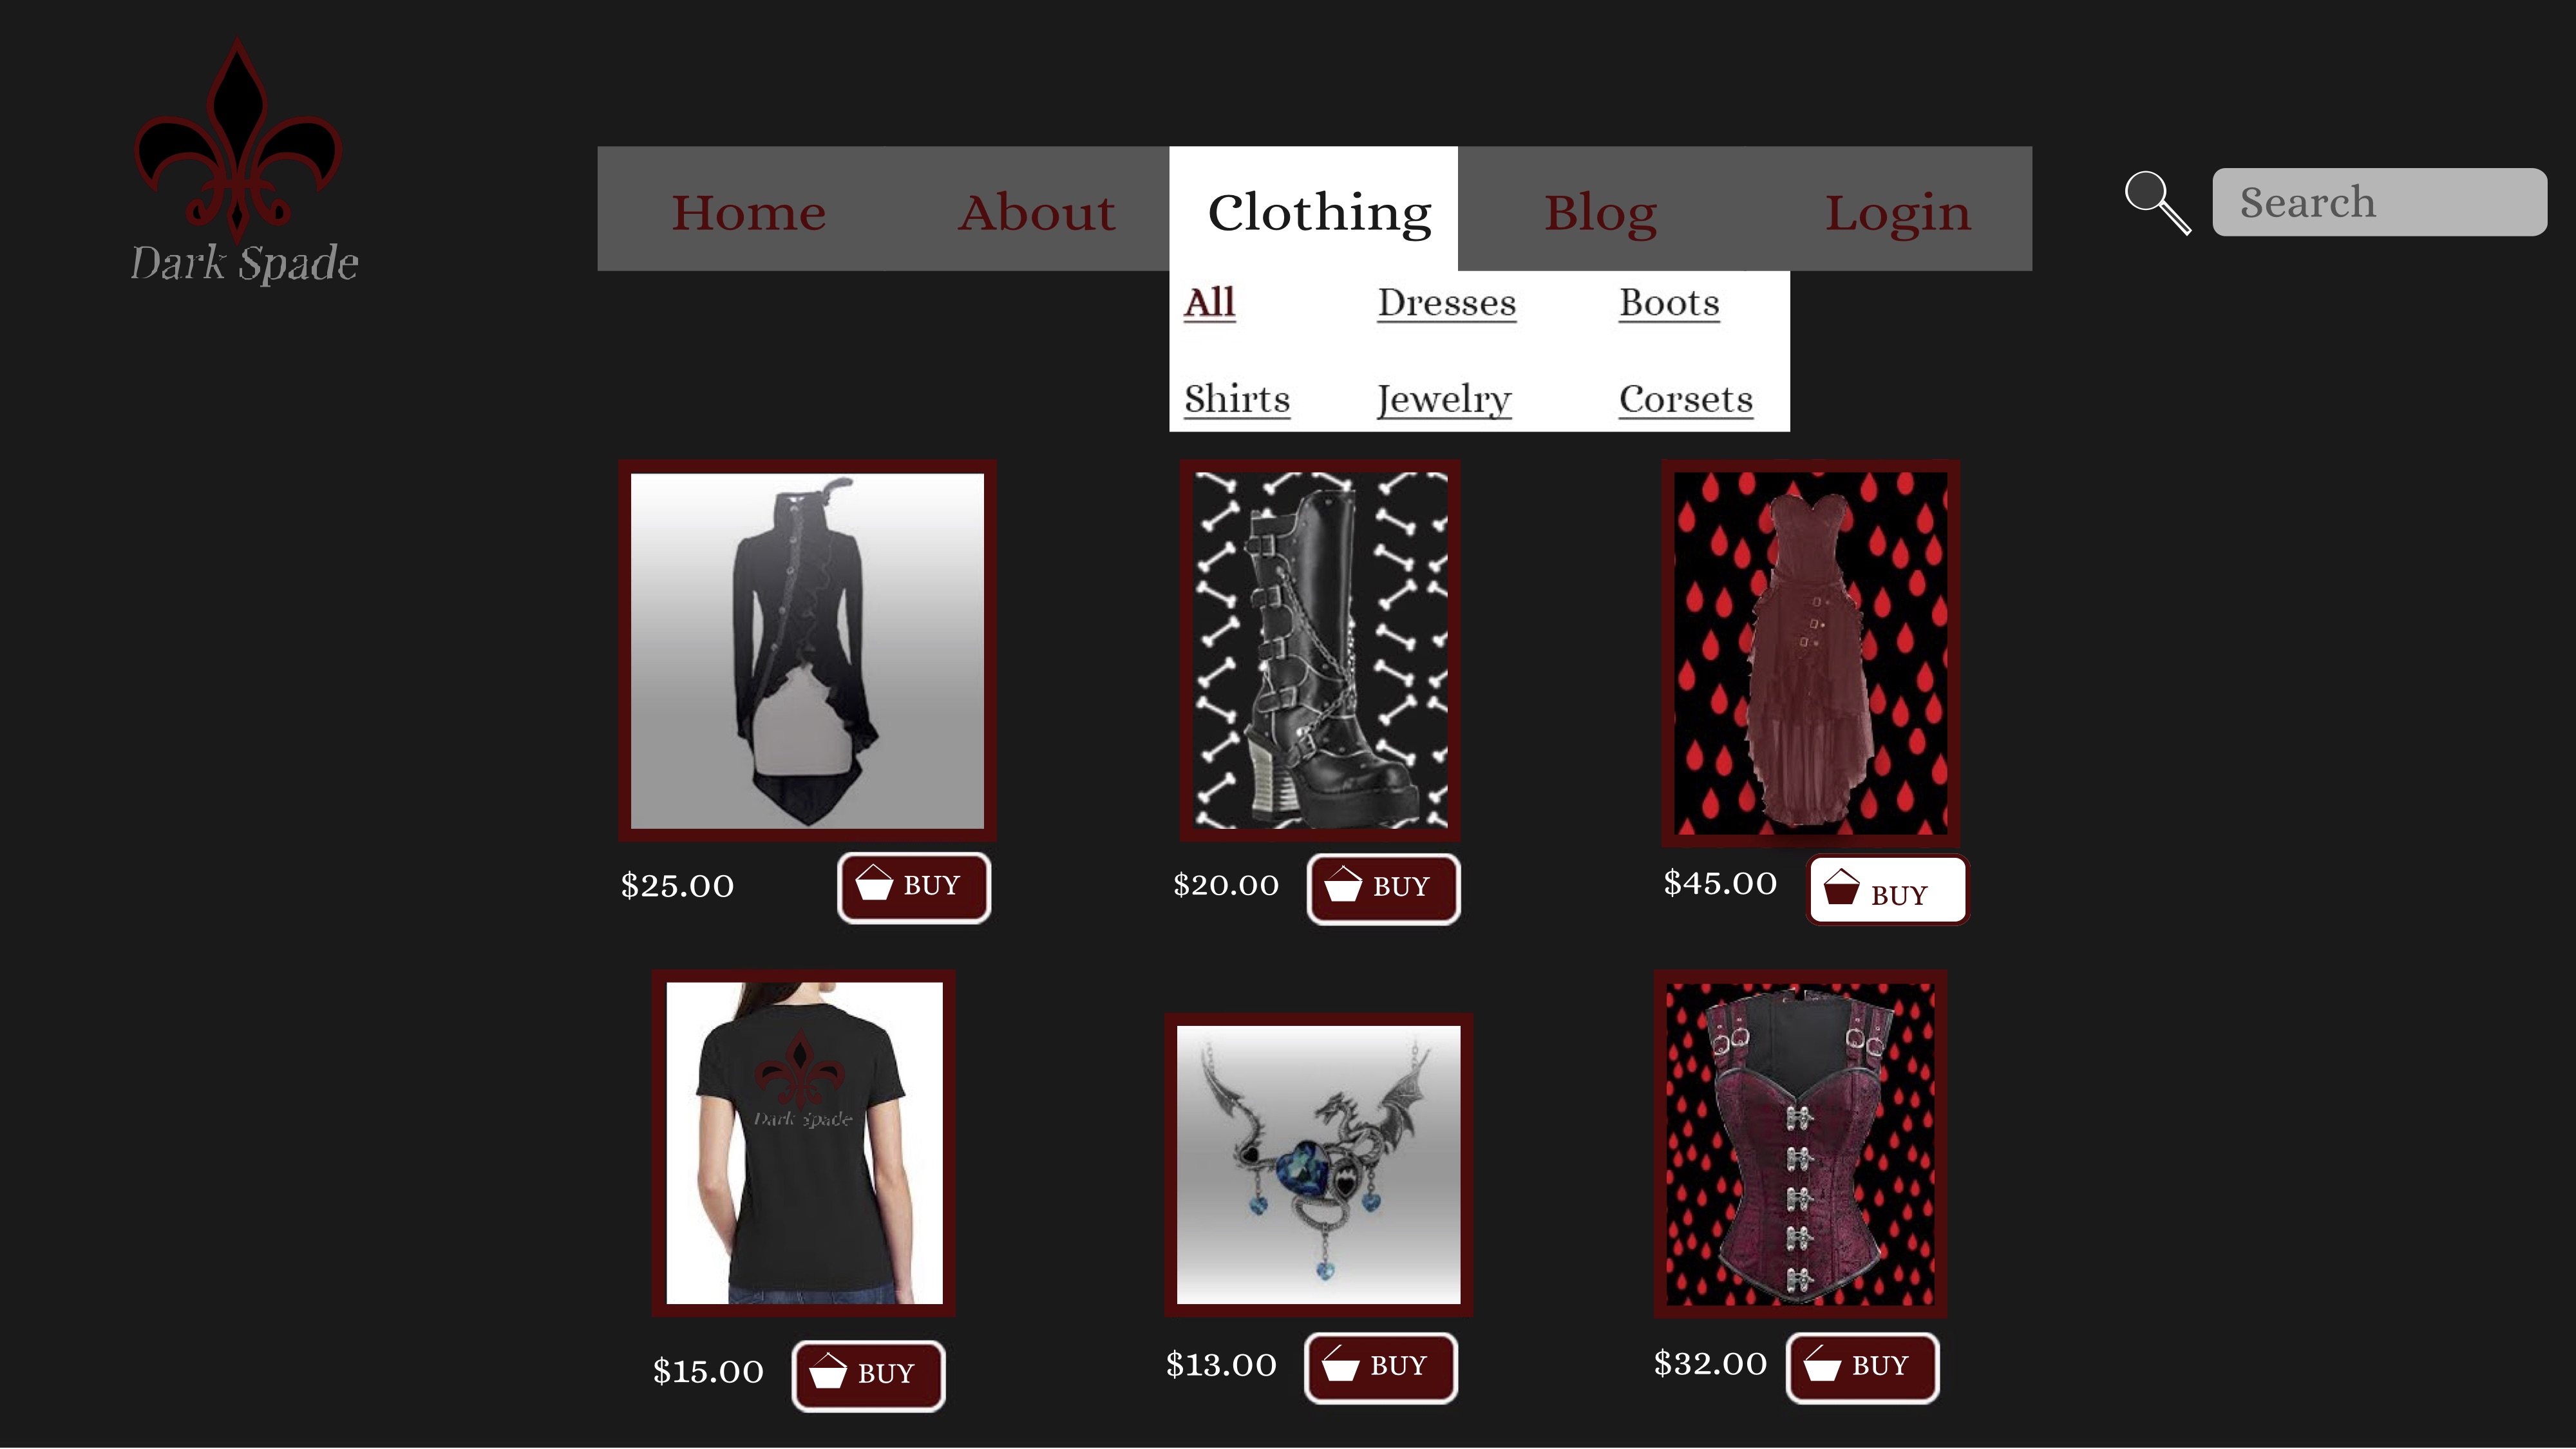 Dark Spade
Home About Clothing Blog Login
Search
All Dresses Boots
Shirts Jewelry Corsets
$25.00 BUY
$20.00 BUY
$45.00 BUY
Dark Spade
$15.00 BUY
$13.00 BUY
$32.00 BUY